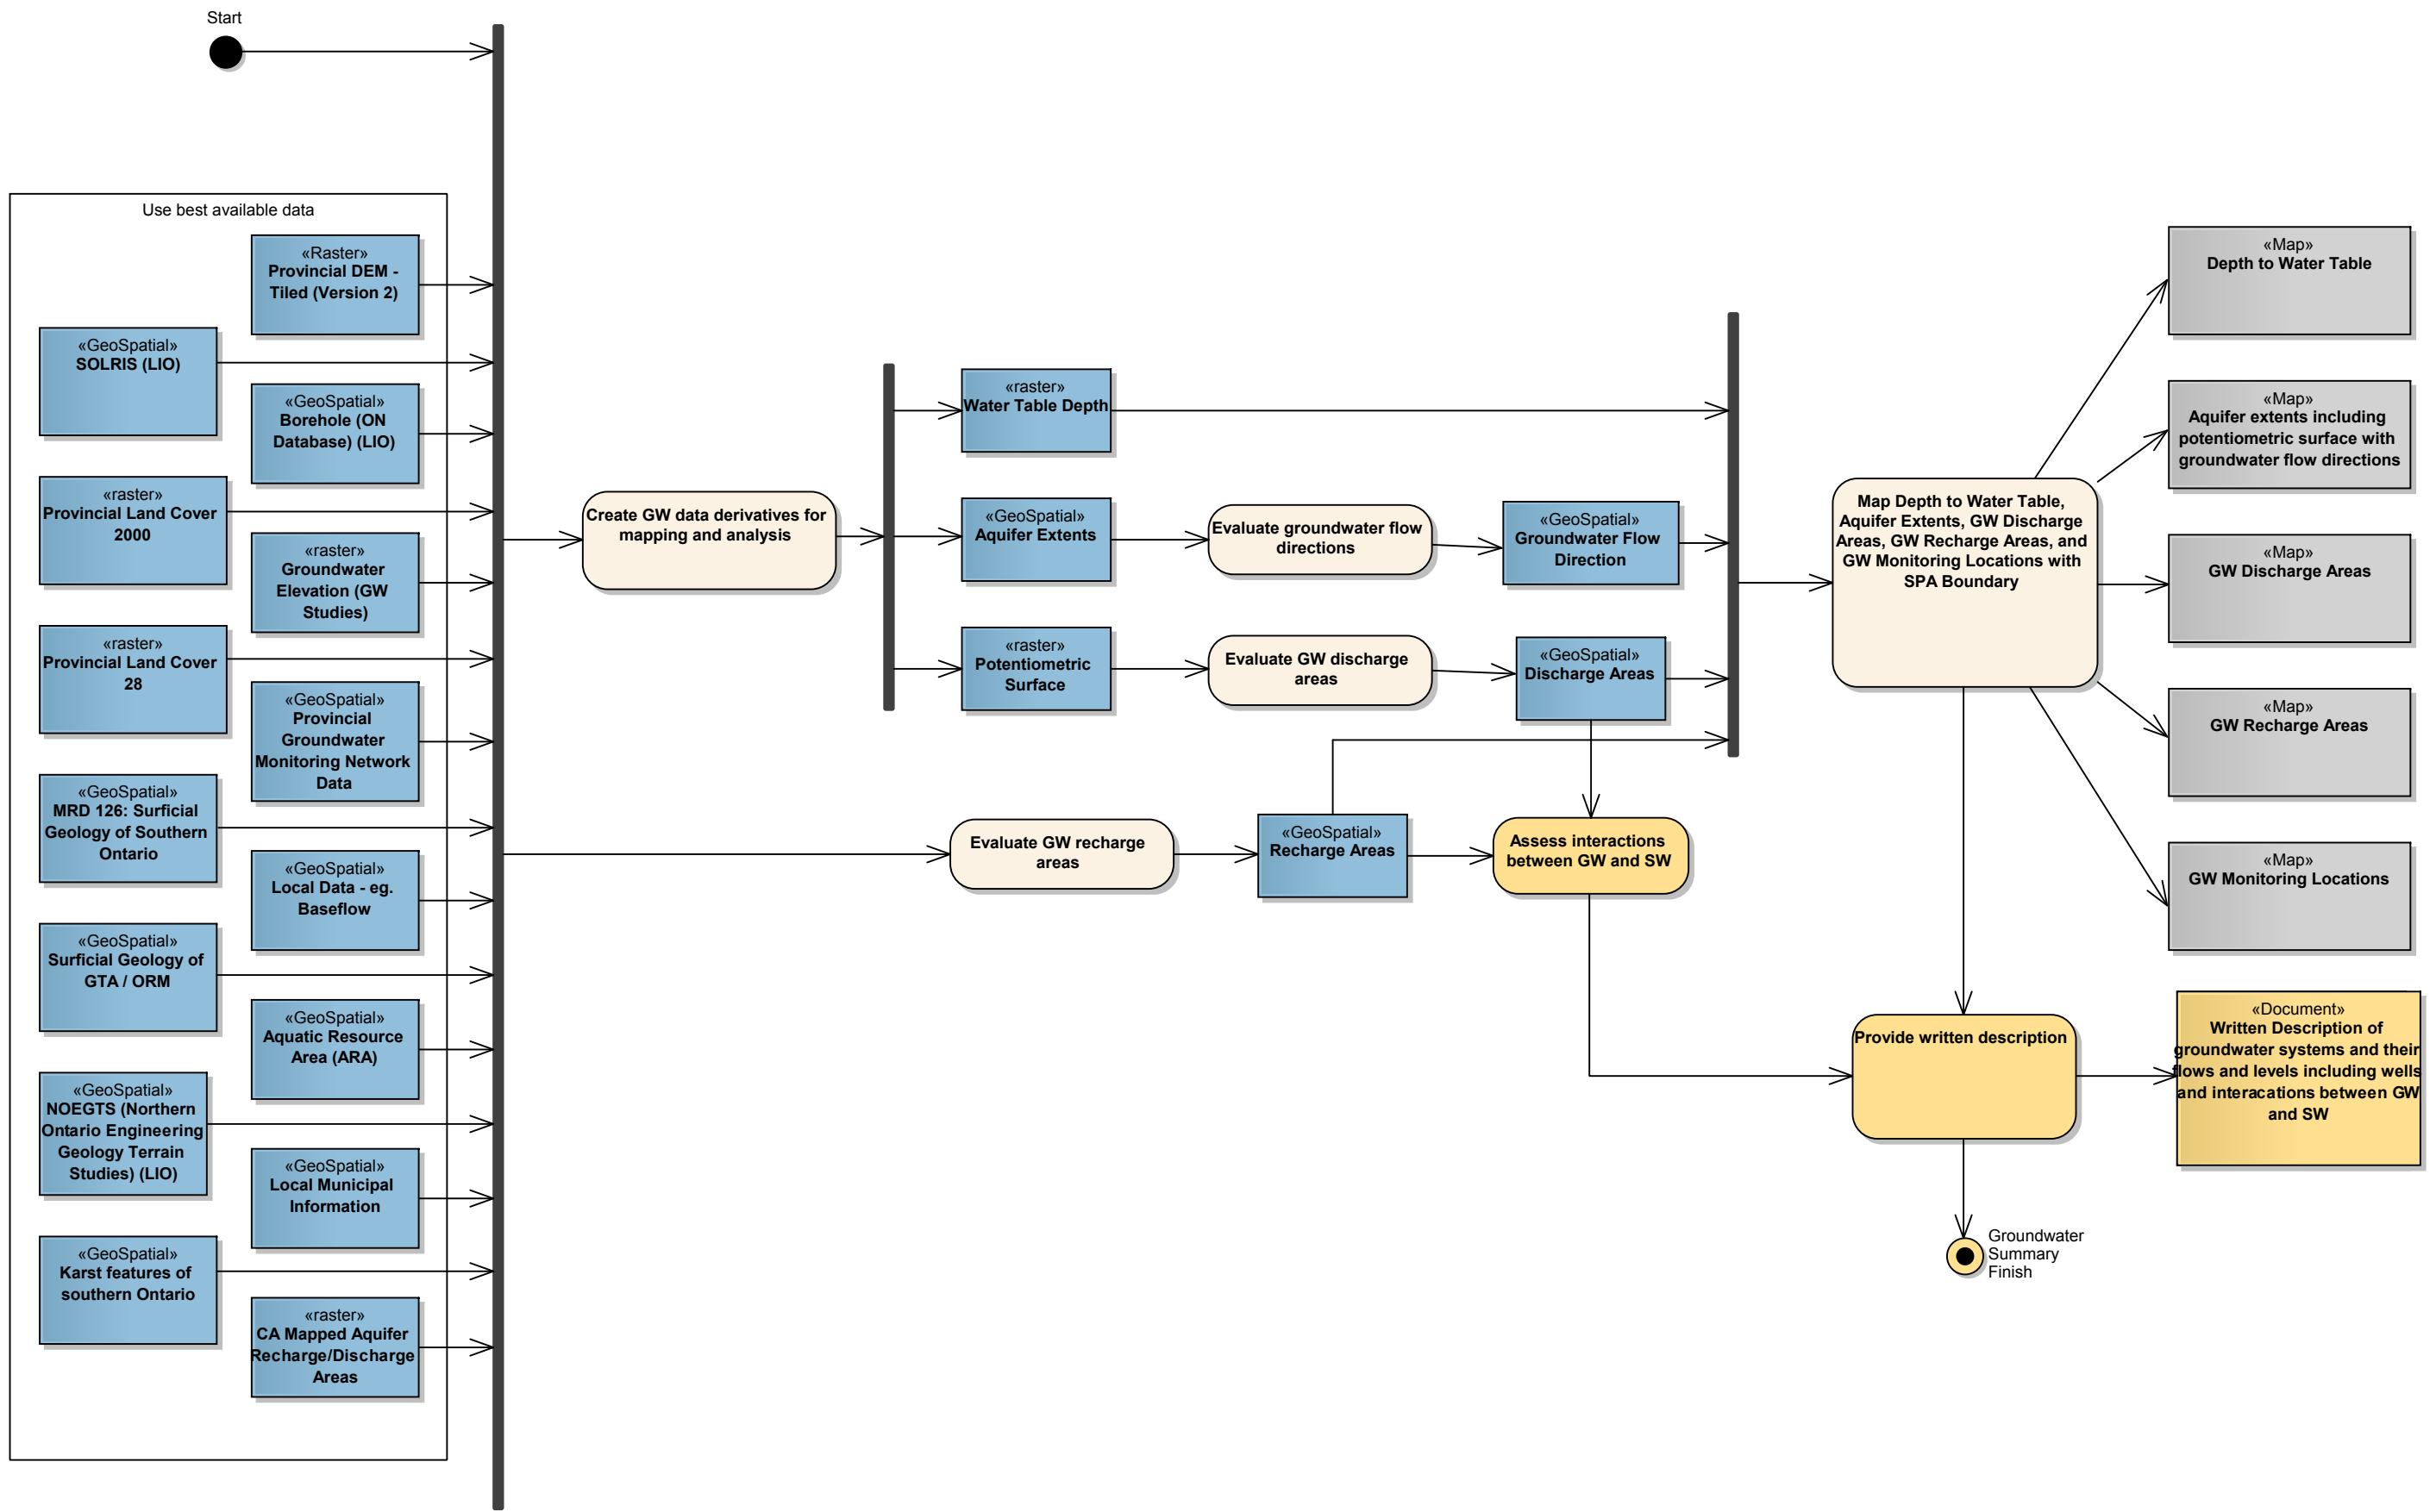 Start
Use best available data
«Raster»
Provincial DEM -
Tiled (Version 2)
«GeoSpatial»
SOLRIS (LIO)
«GeoSpatial»
Borehole (ON
Database) (LIO)
«raster»
Provincial Land Cover
2000
«raster»
Groundwater
Elevation (GW
Studies)
«raster»
Provincial Land Cover
28
«GeoSpatial»
Provincial
Groundwater
Monitoring Network
Data
«GeoSpatial»
MRD 126: Surficial
Geology of Southern
Ontario
«GeoSpatial»
Local Data - eg.
Baseflow
«GeoSpatial»
Surficial Geology of
GTA / ORM
«GeoSpatial»
Aquatic Resource
Area (ARA)
«GeoSpatial»
NOEGTS (Northern
Ontario Engineering
Geology Terrain
Studies) (LIO)
«GeoSpatial»
Local Municipal
Information
«GeoSpatial»
Karst features of
southern Ontario
«raster»
CA Mapped Aquifer
Recharge/Discharge
Areas
Create GW data derivatives for
mapping and analysis
«raster»
Water Table Depth
«GeoSpatial»
Aquifer Extents
Evaluate groundwater flow
directions
«GeoSpatial»
Groundwater Flow
Direction
«raster»
Potentiometric
Surface
Evaluate GW discharge
areas
«GeoSpatial»
Discharge Areas
Evaluate GW recharge
areas
«GeoSpatial»
Recharge Areas
Assess interactions
between GW and SW
Map Depth to Water Table,
Aquifer Extents, GW Discharge
Areas, GW Recharge Areas, and
GW Monitoring Locations with
SPA Boundary
«Map»
Depth to Water Table
«Map»
Aquifer extents including
potentiometric surface with
groundwater flow directions
«Map»
GW Discharge Areas
«Map»
GW Recharge Areas
«Map»
GW Monitoring Locations
Provide written description
«Document»
Written Description of
groundwater systems and their
flows and levels including wells
and interacations between GW
and SW
Groundwater
Summary
Finish